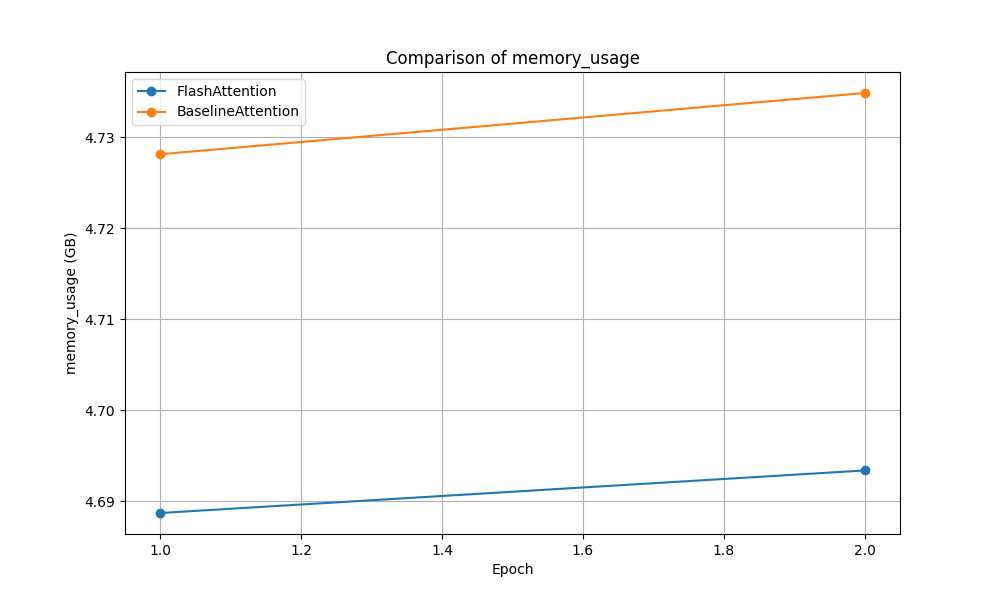 Comparison of memory_usage
FlashAttention
BaselineAttention
memory_usage (GB)
4.73
4.72
4.71
4.70
4.69
1.0 1.2 1.4 1.6 1.8 2.0
Epoch